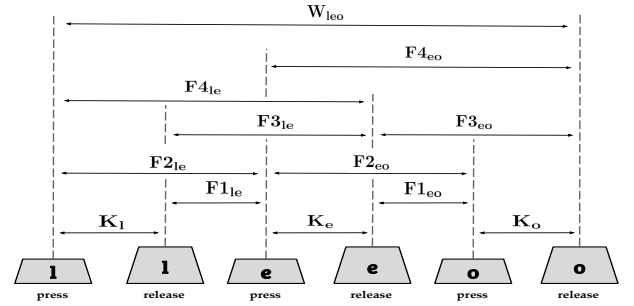 W_leo
F4_eo
F4_le
F3_le F3_eo
F2_le F2_eo
F1_le F1_eo
K_l K_e K_o
l l e e o o
press release press release press release